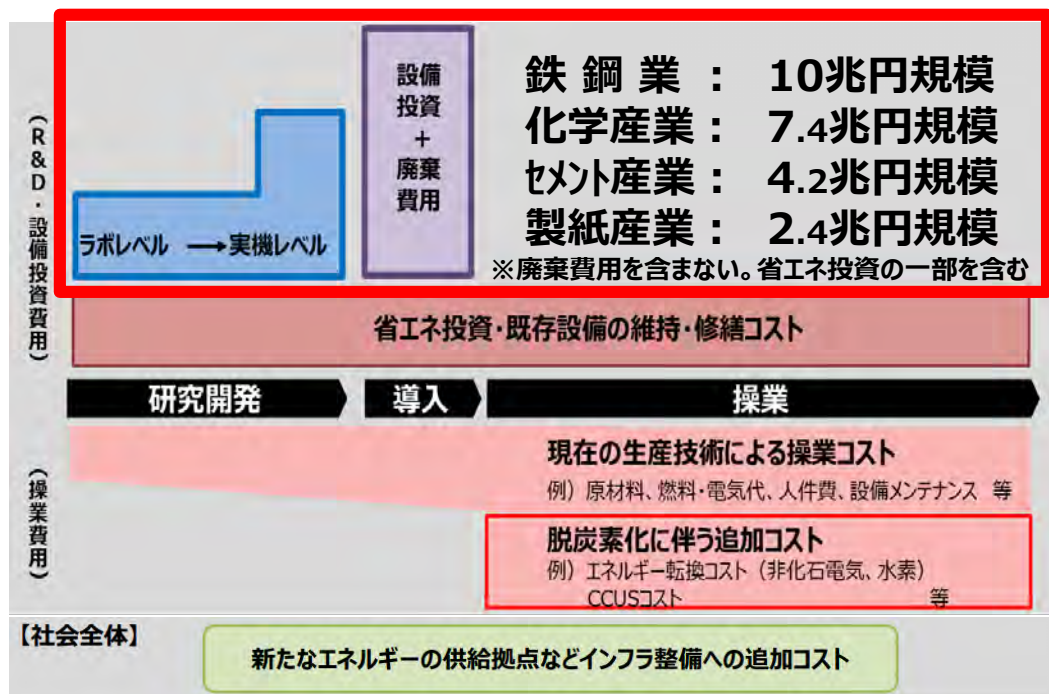 （R&D・設備投資費用）
設備
投資
+
廃棄
費用
ラボレベル → 実機レベル
鉄 鋼 業 ： 10兆円規模
化学産業： 7.4兆円規模
セメント産業： 4.2兆円規模
製紙産業： 2.4兆円規模
※廃棄費用を含まない。省エネ投資の一部を含む
省エネ投資・既存設備の維持・修繕コスト
研究開発 導入 操業
（操業費用）
現在の生産技術による操業コスト
例）原材料、燃料・電気代、人件費、設備メンテナンス 等
脱炭素化に伴う追加コスト
例）エネルギー転換コスト（非化石電気、水素）
CCUSコスト 等
【社会全体】
新たなエネルギーの供給拠点などインフラ整備への追加コスト